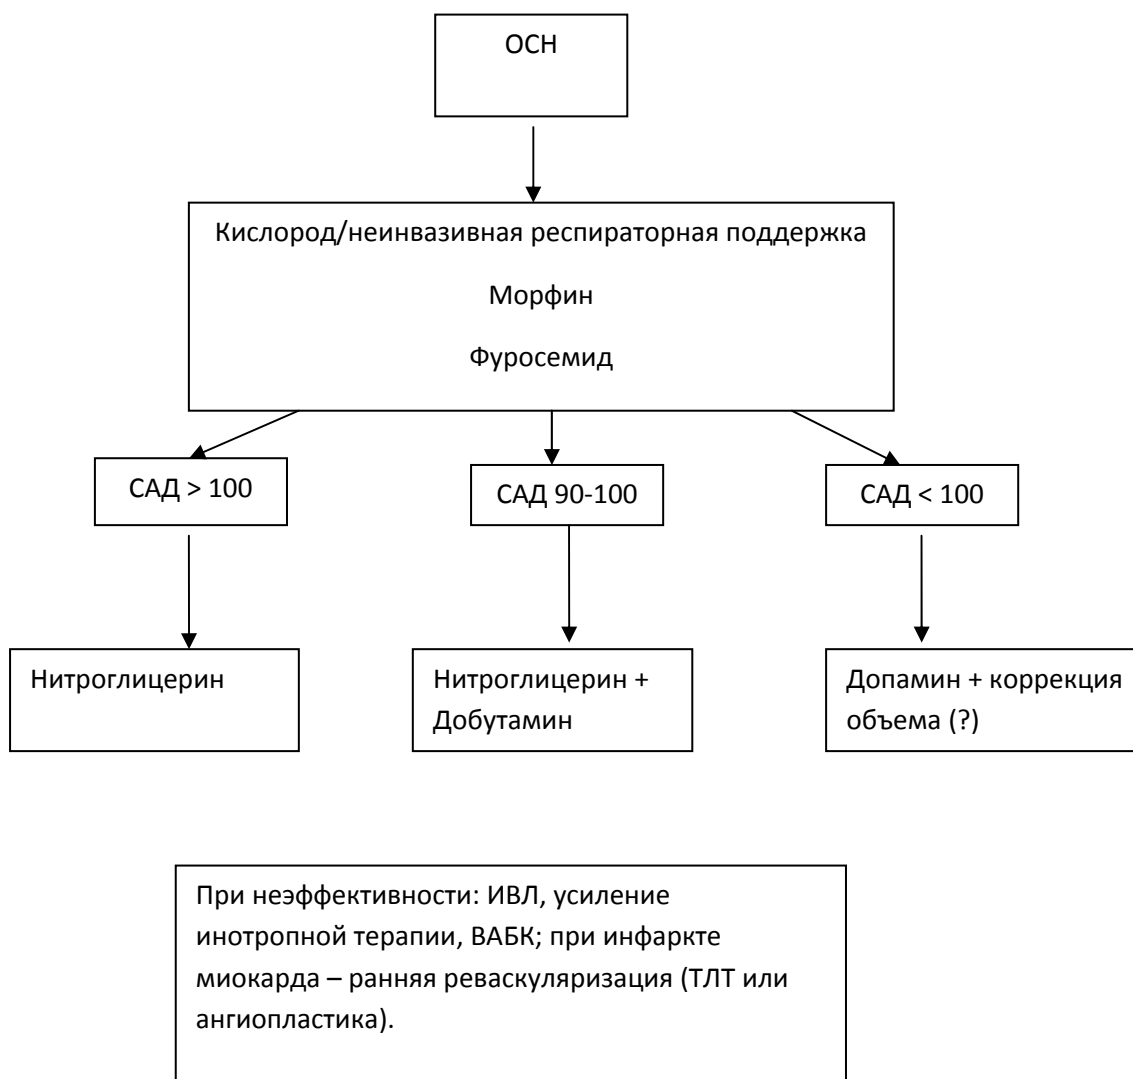 ОСН
Кислород/неинвазивная респираторная поддержка
Морфин
Фуросемид
САД > 100
САД 90-100
САД < 100
Нитроглицерин
Нитроглицерин +
Добутамин
Допамин + коррекция
объема (?)
При неэффективности: ИВЛ, усиление
инотропной терапии, ВАБК; при инфаркте
миокарда – ранняя реваскуляризация (ТЛТ или
ангиопластика).